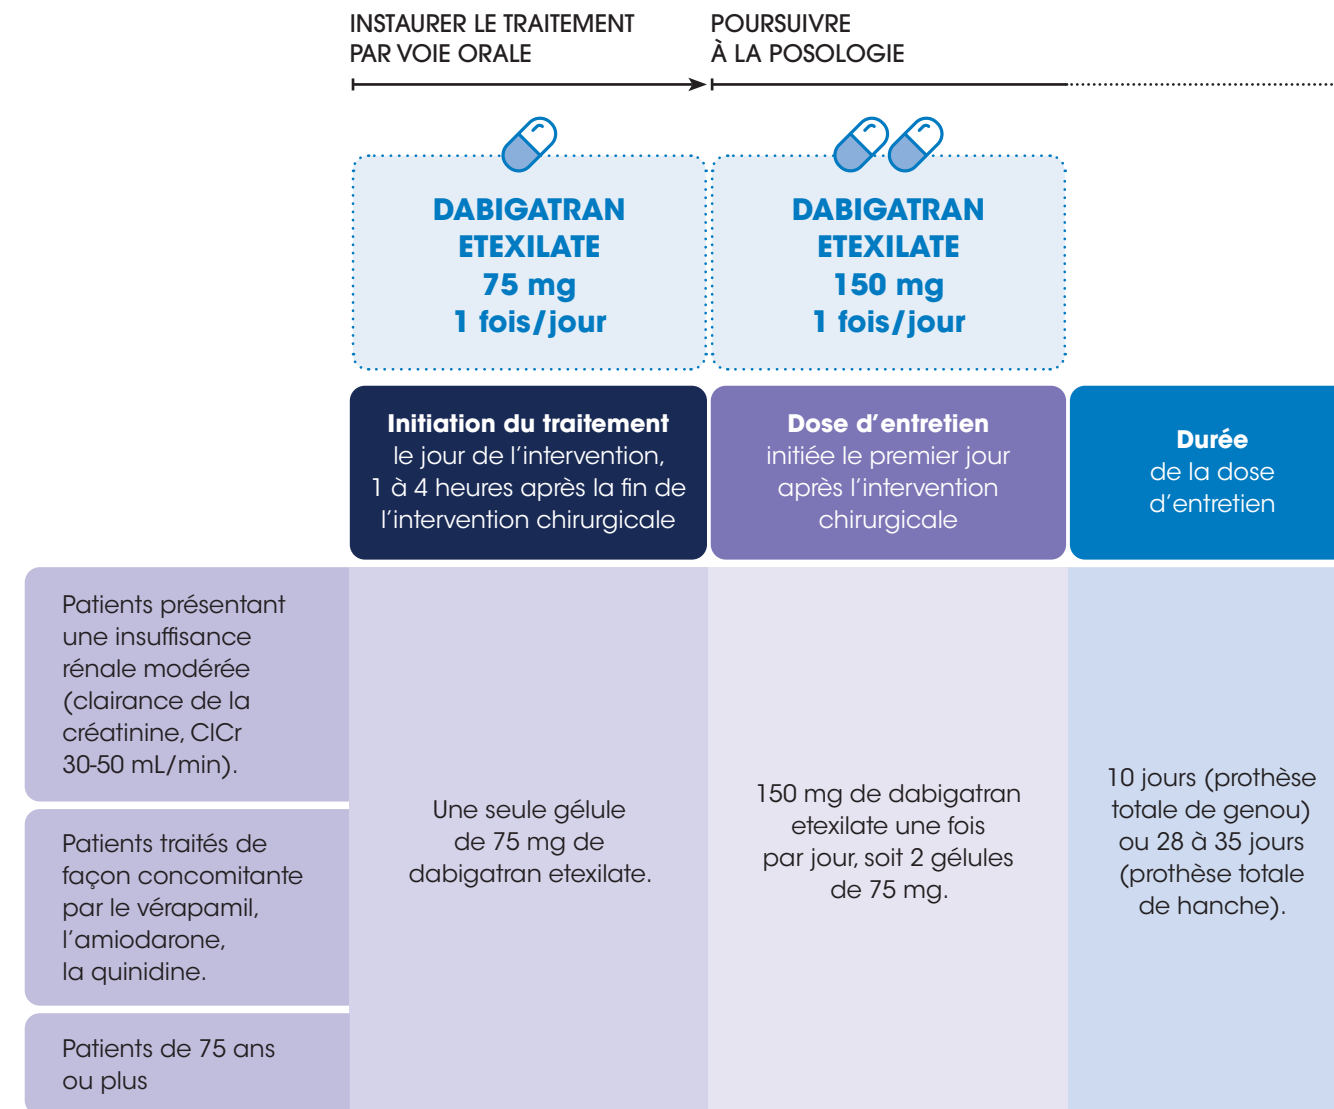 INSTAURER LE TRAITEMENT
PAR VOIE ORALE
POURSUIVRE
À LA POSOLOGIE
DABIGATRAN
ETEXILATE
75 mg
1 fois/jour
DABIGATRAN
ETEXILATE
150 mg
1 fois/jour
Initiation du traitement
le jour de l’intervention,
1 à 4 heures après la fin de
l’intervention chirurgicale
Dose d’entretien
initiée le premier jour
après l’intervention
chirurgicale
Durée
de la dose
d’entretien
Patients présentant
une insuffisance
rénale modérée
(clairance de la
créatinine, ClCr
30-50 mL/min).
Patients traités de
façon concomitante
par le vérapamil,
l’amiodarone,
la quinidine.
Patients de 75 ans
ou plus
Une seule gélule
de 75 mg de
dabigatran etexilate.
150 mg de dabigatran
etexilate une fois
par jour, soit 2 gélules
de 75 mg.
10 jours (prothèse
totale de genou)
ou 28 à 35 jours
(prothèse totale
de hanche).